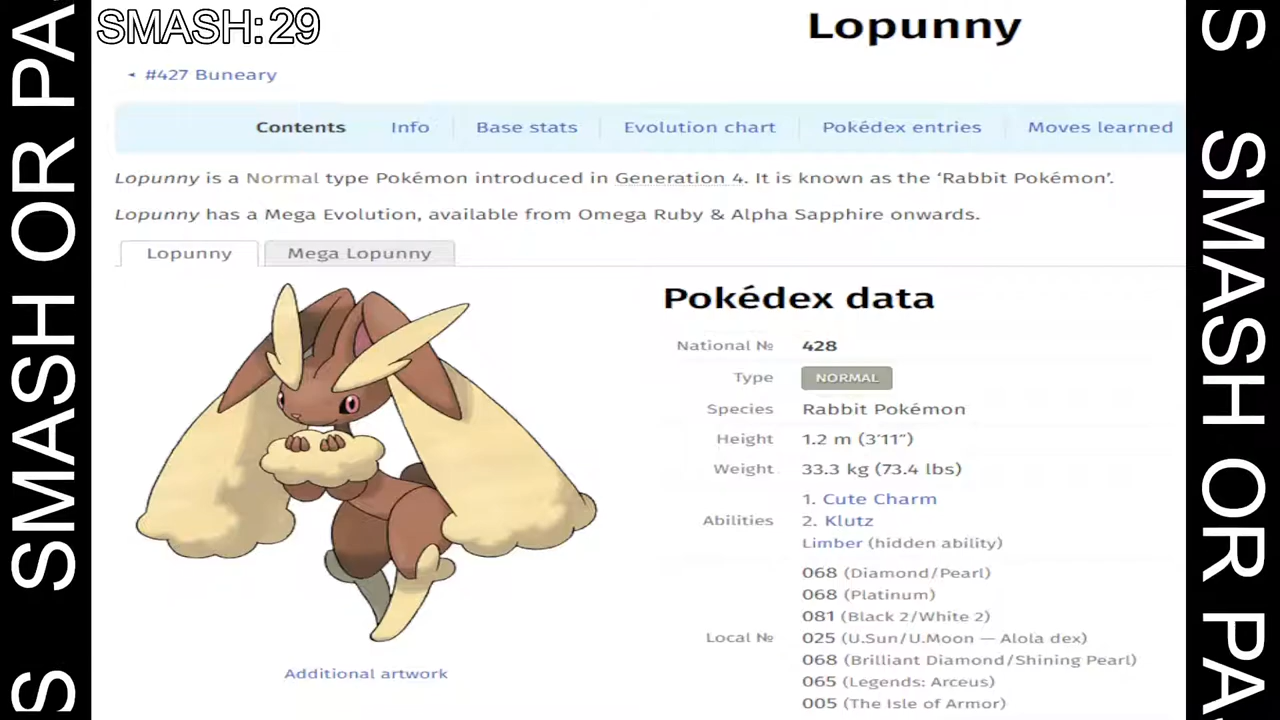 SMASH OR PA
S
SMASH: 29
Lopunny
◂ #427 Buneary
Contents Info Base stats Evolution chart Pokédex entries Moves learned
Lopunny is a Normal type Pokémon introduced in Generation 4. It is known as the ‘Rabbit Pokémon’.
Lopunny has a Mega Evolution, available from Omega Ruby & Alpha Sapphire onwards.
Lopunny Mega Lopunny
Pokédex data
National № 428
Type NORMAL
Species Rabbit Pokémon
Height 1.2 m (3′11″)
Weight 33.3 kg (73.4 lbs)
Abilities 1. Cute Charm
2. Klutz
Limber (hidden ability)
Local № 068 (Diamond/Pearl)
068 (Platinum)
081 (Black 2/White 2)
025 (U.Sun/U.Moon — Alola dex)
068 (Brilliant Diamond/Shining Pearl)
065 (Legends: Arceus)
005 (The Isle of Armor)
Additional artwork
S
SMASH OR PA